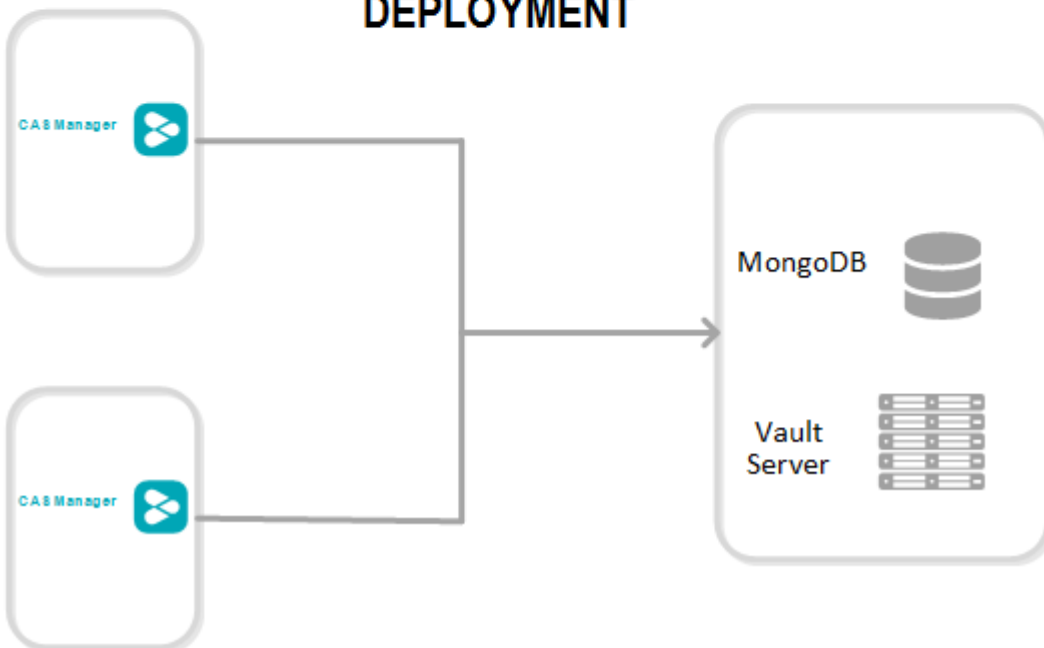 DEPLOYMENT
CAS Manager
MongoDB
Vault
Server
CAS Manager